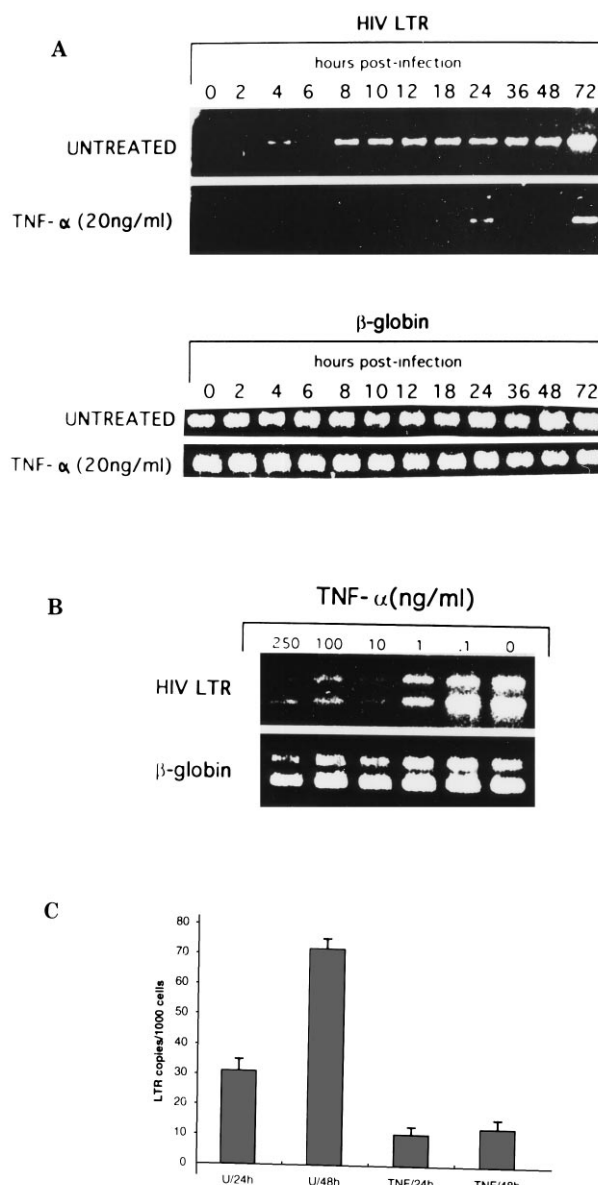 A
HIV LTR
hours post-infection
0 2 4 6 8 10 12 18 24 36 48 72
UNTREATED
TNF-α (20ng/ml)
β-globin
hours post-infection
0 2 4 6 8 10 12 18 24 36 48 72
UNTREATED
TNF-α (20ng/ml)
B
TNF-α(ng/ml)
250 100 10 1 .1 0
HIV LTR
β-globin
C
LTR copies/1000 cells
80
70
60
50
40
30
20
10
0
U/24h U/48h TNF/24h TNF/48h